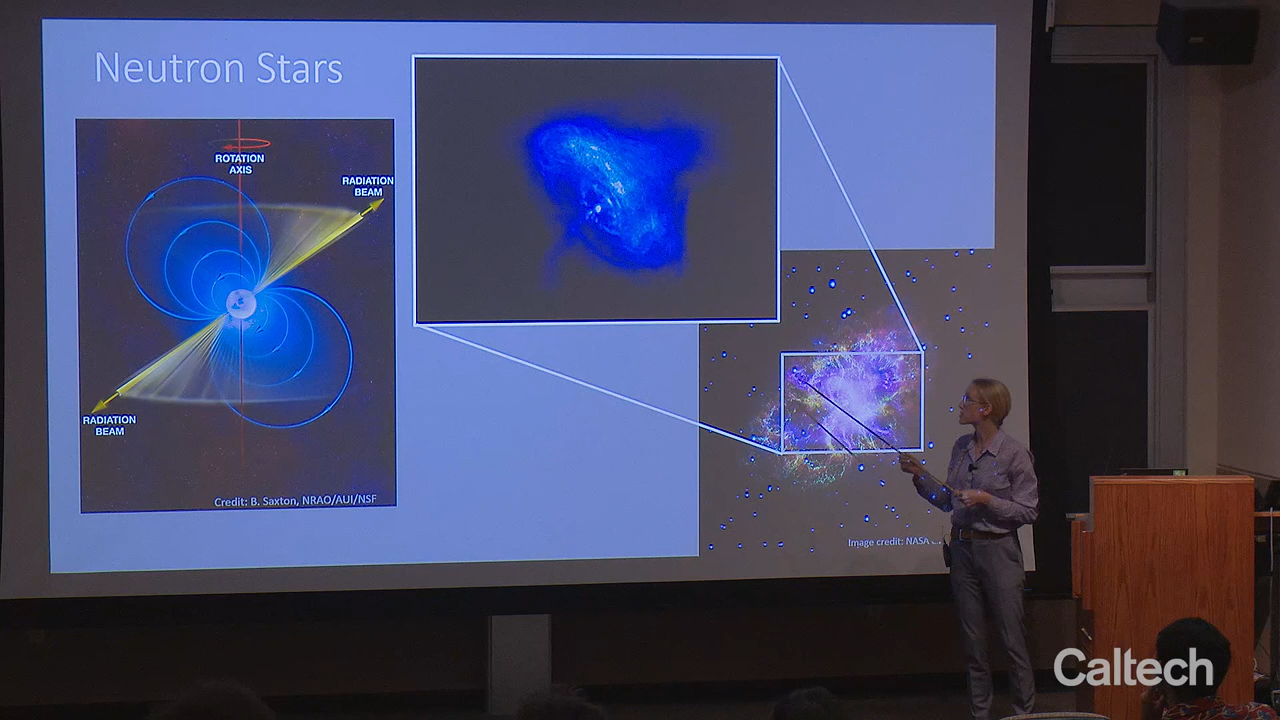 Neutron Stars
ROTATION
AXIS
RADIATION
BEAM
RADIATION
BEAM
Credit: B. Saxton, NRAO/AUI/NSF
Image credit: NASA
Caltech